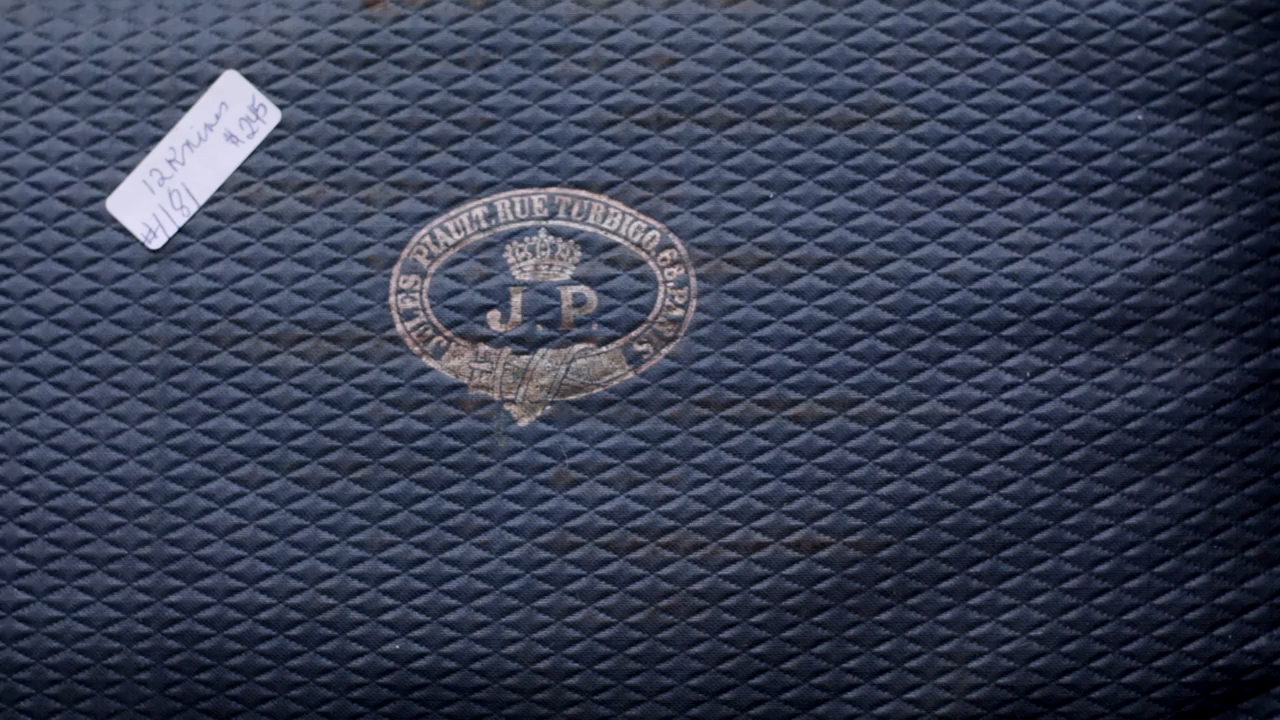 12 Knives
$245
#1181
JULES PIAULT. RUE TURBIGO. 68. PARIS
J. P.